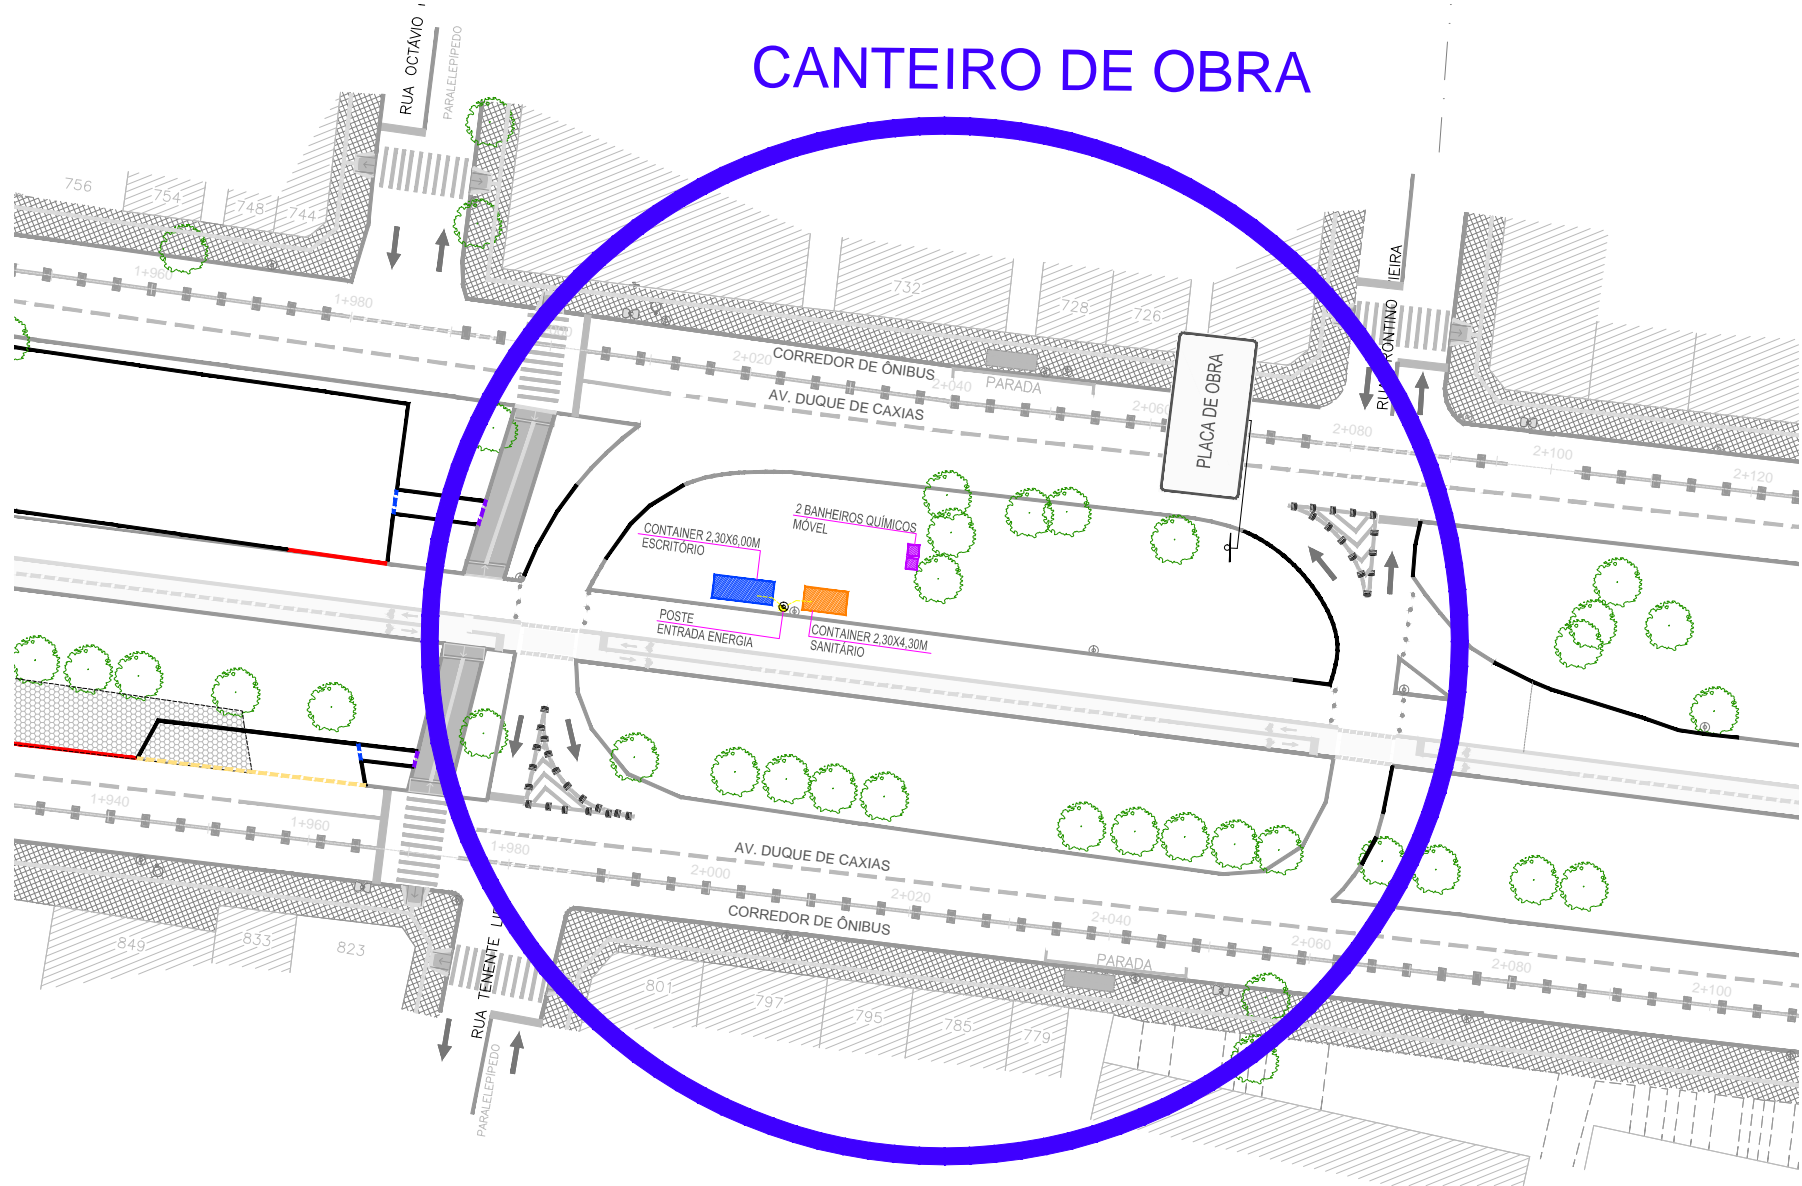 CANTEIRO DE OBRA
RUA OCTÁVIO
PARALELEPIPEDO
756
754
748
744
1+960
1+980
732
728
726
2+020
CORREDOR DE ÔNIBUS
2+040
PARADA
AV. DUQUE DE CAXIAS
2+060
PLACA DE OBRA
2+080
2+100
2+120
2 BANHEIROS QUÍMICOS
MÓVEL
CONTAINER 2,30X6,00M
ESCRITÓRIO
POSTE
ENTRADA ENERGIA
CONTAINER 2,30X4,30M
SANITÁRIO
1+940
1+960
1+980
AV. DUQUE DE CAXIAS
2+000
2+020
CORREDOR DE ÔNIBUS
2+040
2+060
PARADA
2+080
2+100
849
833
823
RUA TENENTE
PARALELEPIPEDO
801
797
795
785
779